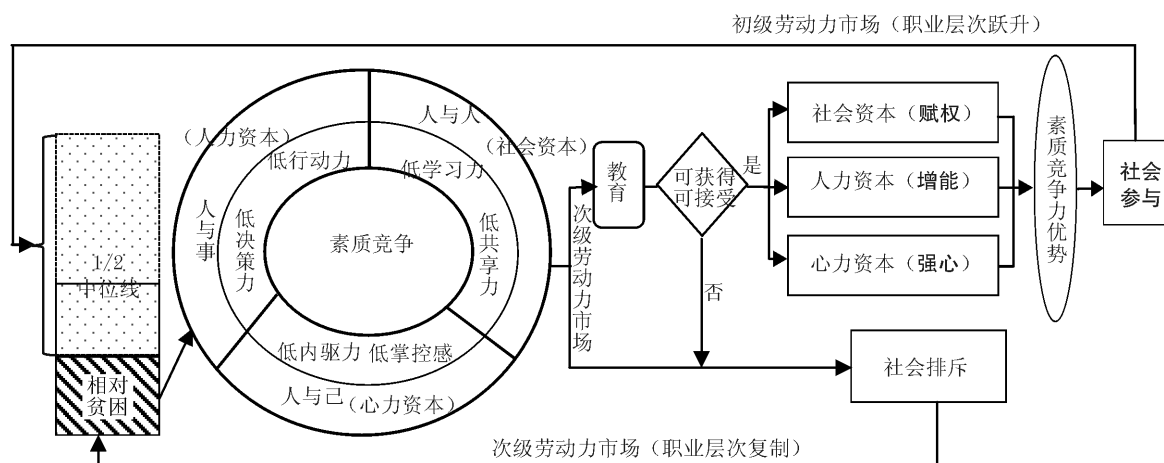 初级劳动力市场（职业层次跃升）
1/2
中位线
相对
贫困
（人力资本）
人与人
（社会资本）
低行动力
低学习力
人与事
低决策力
素质竞争
低共享力
低内驱力 低掌控感
人与己（心力资本）
次级劳动力市场
教育
可获得
可接受
是
否
社会资本（赋权）
人力资本（增能）
心力资本（强心）
素质竞争力优势
社会
参与
社会排斥
次级劳动力市场（职业层次复制）